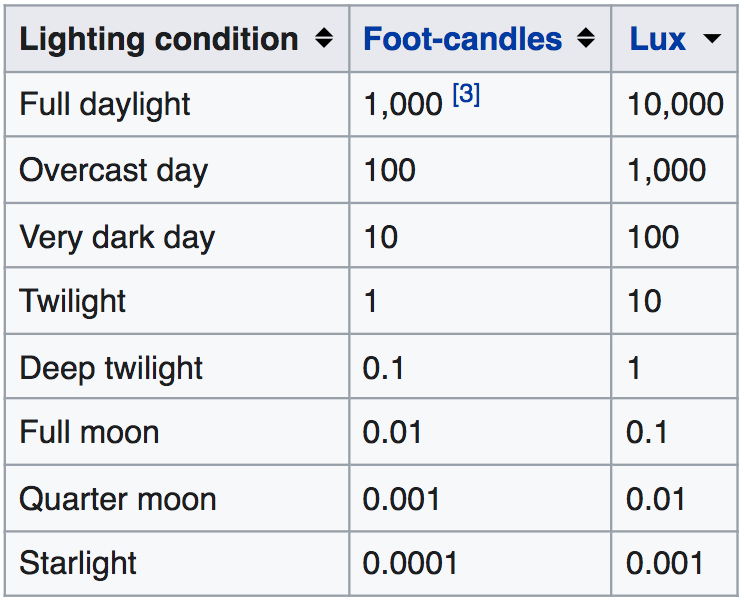 Lighting condition Foot-candles Lux
Full daylight 1,000 [3] 10,000
Overcast day 100 1,000
Very dark day 10 100
Twilight 1 10
Deep twilight 0.1 1
Full moon 0.01 0.1
Quarter moon 0.001 0.01
Starlight 0.0001 0.001